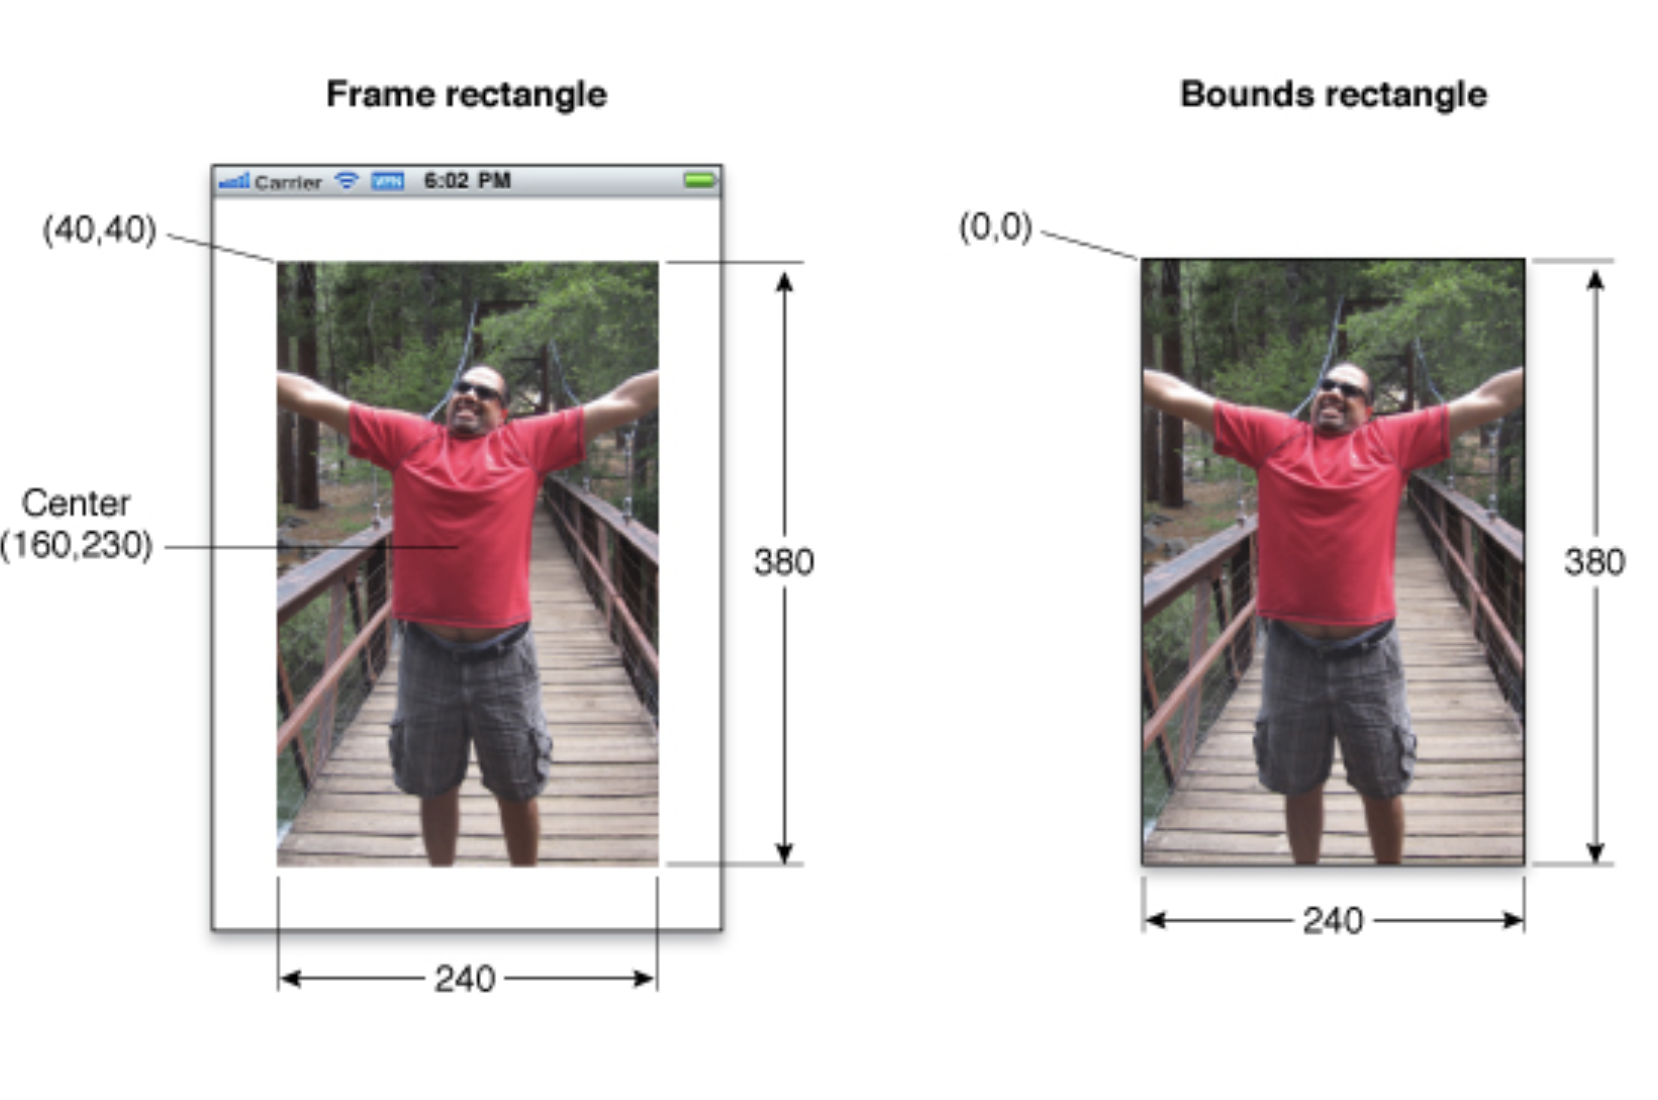 Frame rectangle
Carrier VPN 6:02 PM
(40,40)
Center
(160,230)
380
240
Bounds rectangle
(0,0)
380
240